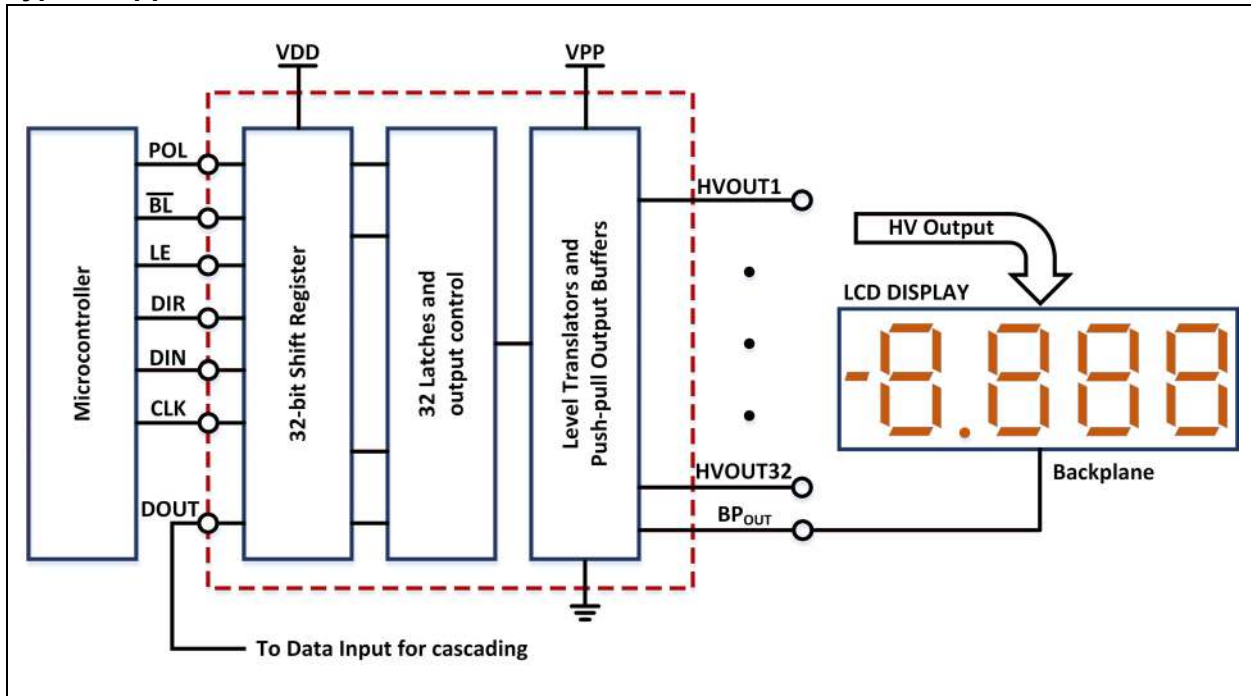 VDD
VPP
Microcontroller
POL
B̅L̅
LE
DIR
DIN
CLK
DOUT
32-bit Shift Register
32 Latches and
output control
Level Translators and
Push-pull Output Buffers
HVOUT1
HVOUT32
BPOUT
HV Output
LCD DISPLAY
-8.888
Backplane
To Data Input for cascading